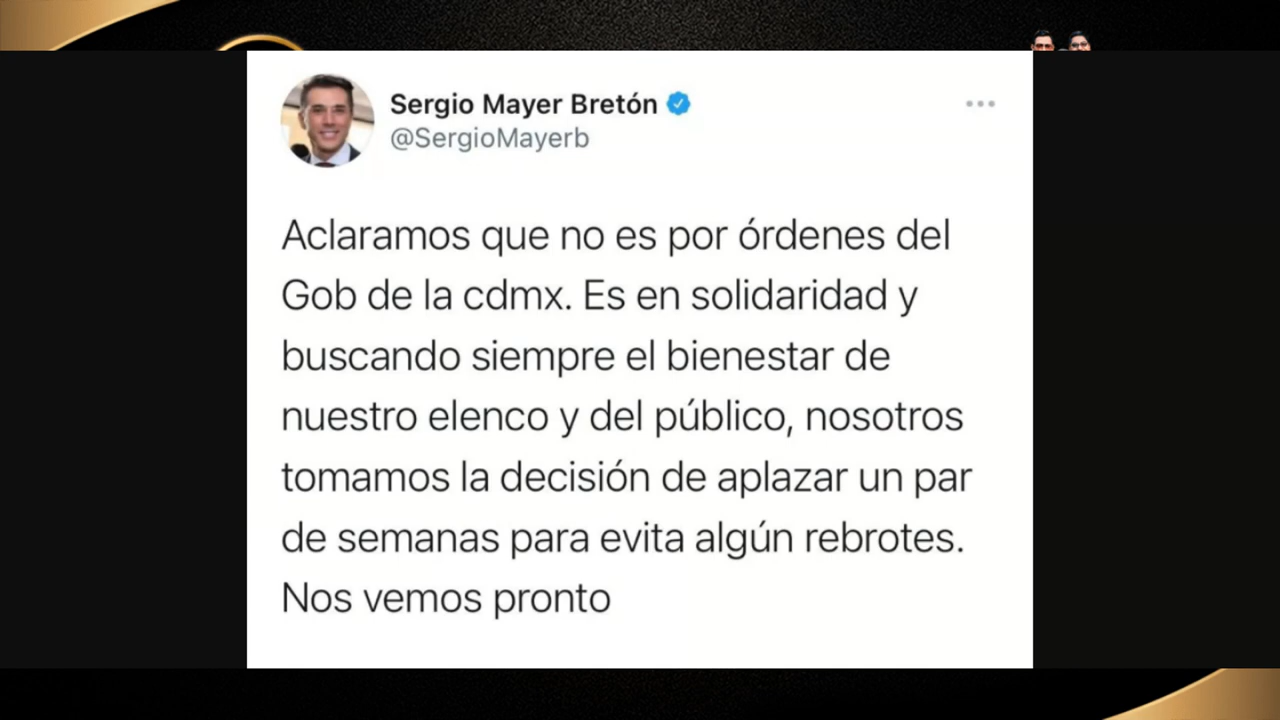 Sergio Mayer Bretón
@SergioMayerb
Aclaramos que no es por órdenes del
Gob de la cdmx. Es en solidaridad y
buscando siempre el bienestar de
nuestro elenco y del público, nosotros
tomamos la decisión de aplazar un par
de semanas para evita algún rebrotes.
Nos vemos pronto